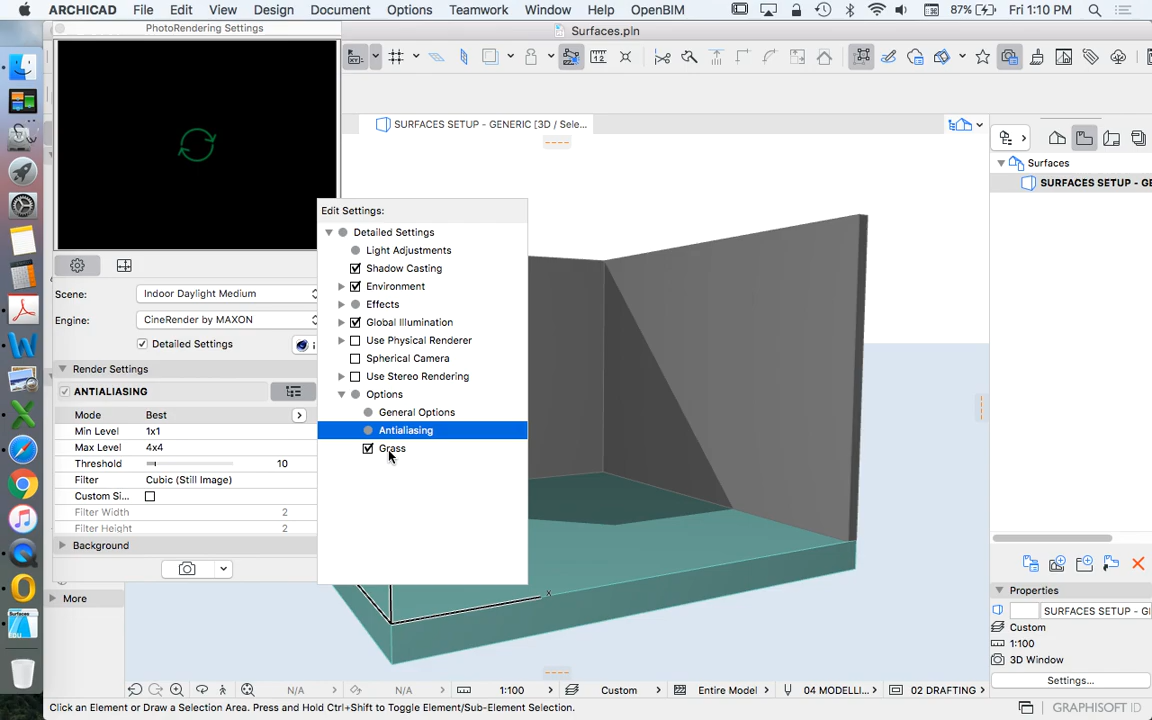 ARCHICAD File Edit View Design Document Options Teamwork Window Help OpenBIM 87% Fri 1:10 PM
PhotoRendering Settings
Surfaces.pln
SURFACES SETUP - GENERIC [3D / Sele...
Surfaces
SURFACES SETUP - GE
Edit Settings:
Detailed Settings
Light Adjustments
Shadow Casting
Environment
Effects
Global Illumination
Use Physical Renderer
Spherical Camera
Use Stereo Rendering
Options
General Options
Antialiasing
Grass
Scene: Indoor Daylight Medium
Engine: CineRender by MAXON
Detailed Settings
Render Settings
ANTIALIASING
Mode Best
Min Level 1x1
Max Level 4x4
Threshold 10
Filter Cubic (Still Image)
Custom Si...
Filter Width 2
Filter Height 2
Background
More
x
Properties
SURFACES SETUP - GI
Custom
1:100
3D Window
Settings...
N/A N/A 1:100 Custom Entire Model 04 MODELLI... 02 DRAFTING
Click an Element or Draw a Selection Area. Press and Hold Ctrl+Shift to Toggle Element/Sub-Element Selection.
GRAPHISOFT ID